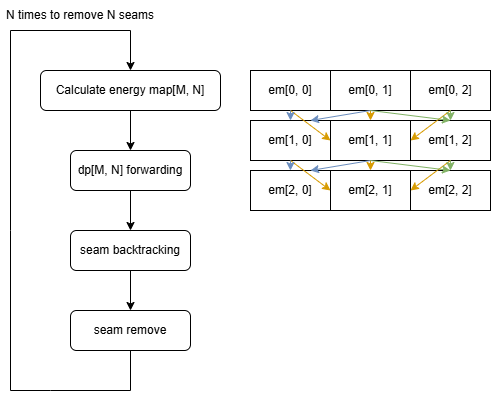 N times to remove N seams
Calculate energy map[M, N]
dp[M, N] forwarding
seam backtracking
seam remove
em[0, 0] em[0, 1] em[0, 2]
em[1, 0] em[1, 1] em[1, 2]
em[2, 0] em[2, 1] em[2, 2]